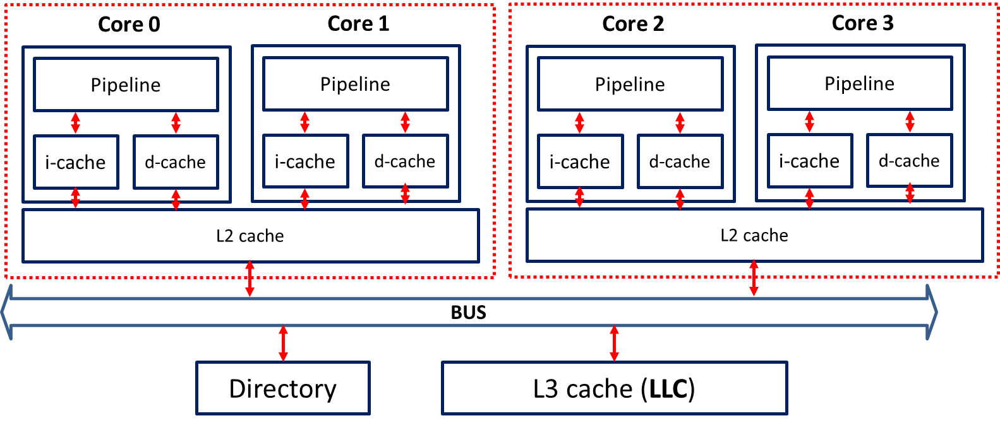 Core 0
Core 1
Core 2
Core 3
Pipeline
Pipeline
Pipeline
Pipeline
i-cache
d-cache
i-cache
d-cache
i-cache
d-cache
i-cache
d-cache
L2 cache
L2 cache
BUS
Directory
L3 cache (LLC)